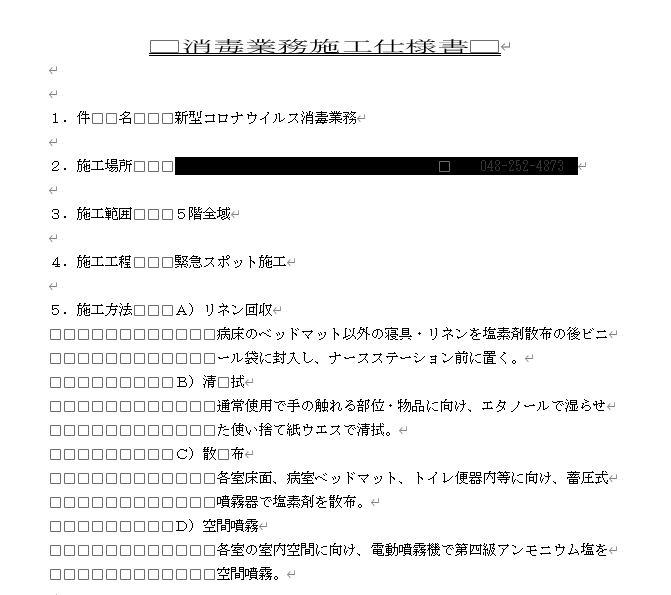 消毒業務施工仕様書
1．件　　名　　　新型コロナウイルス消毒業務
2．施工場所　　　　048-252-4873
3．施工範囲　　　5階全域
4．施工工程　　　緊急スポット施工
5．施工方法　　　A）リネン回収
病床のベッドマット以外の寝具・リネンを塩素剤散布の後ビニ
ール袋に封入し、ナースステーション前に置く。
B）清　拭
通常使用で手の触れる部位・物品に向け、エタノールで湿らせ
た使い捨て紙ウエスで清拭。
C）散　布
各室床面、病室ベッドマット、トイレ便器内等に向け、蓄圧式
噴霧器で塩素剤を散布。
D）空間噴霧
各室の室内空間に向け、電動噴霧機で第四級アンモニウム塩を
空間噴霧。